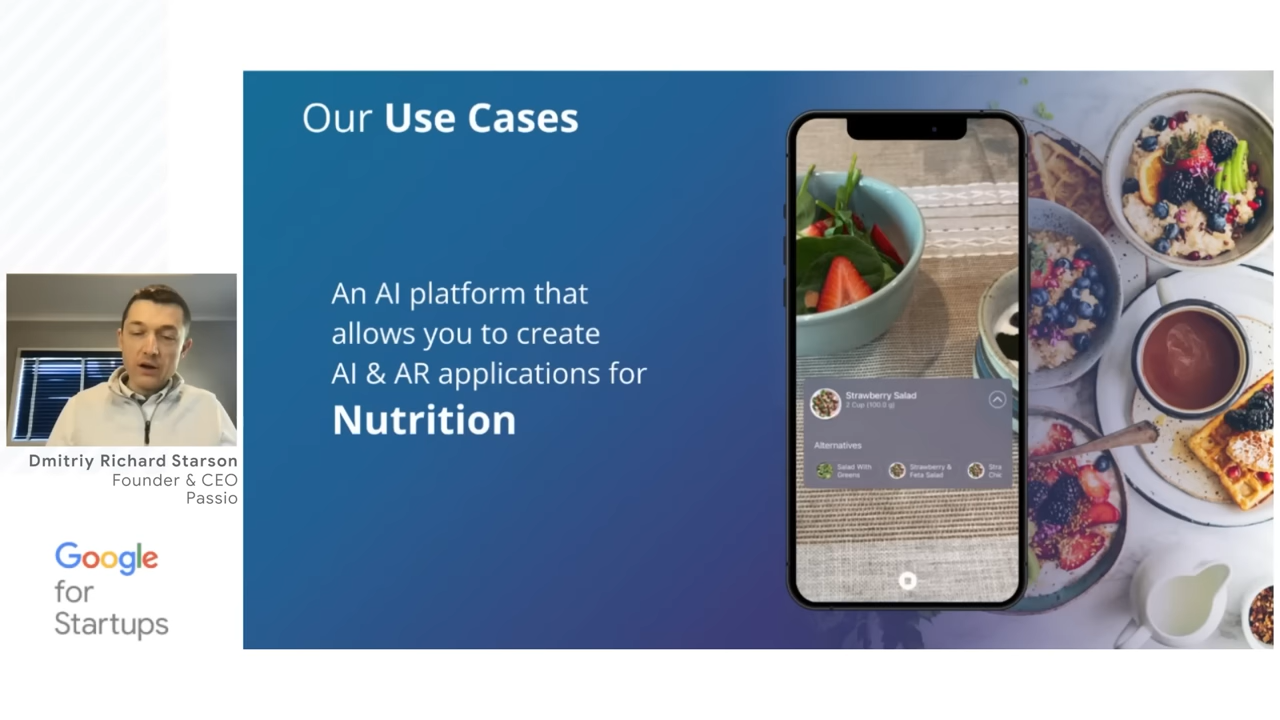 Our Use Cases
An AI platform that
allows you to create
AI & AR applications for
Nutrition
Strawberry Salad
2 Cup (100.0 g)
Alternatives
Salad With
Greens
Strawberry &
Feta Salad
Stra
Chic
Dmitriy Richard Starson
Founder & CEO
Passio
Google
for
Startups